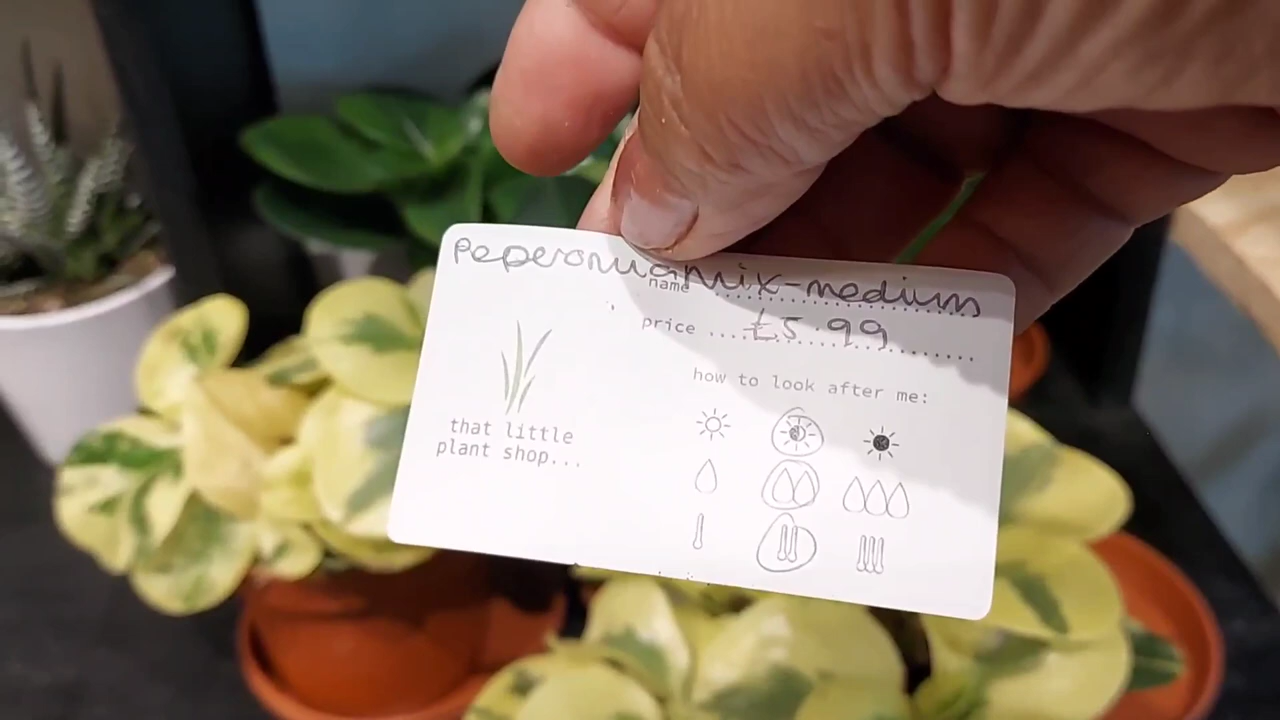 Peperomia mix - medium
name
price .... £5.99
how to look after me:
that little
plant shop...